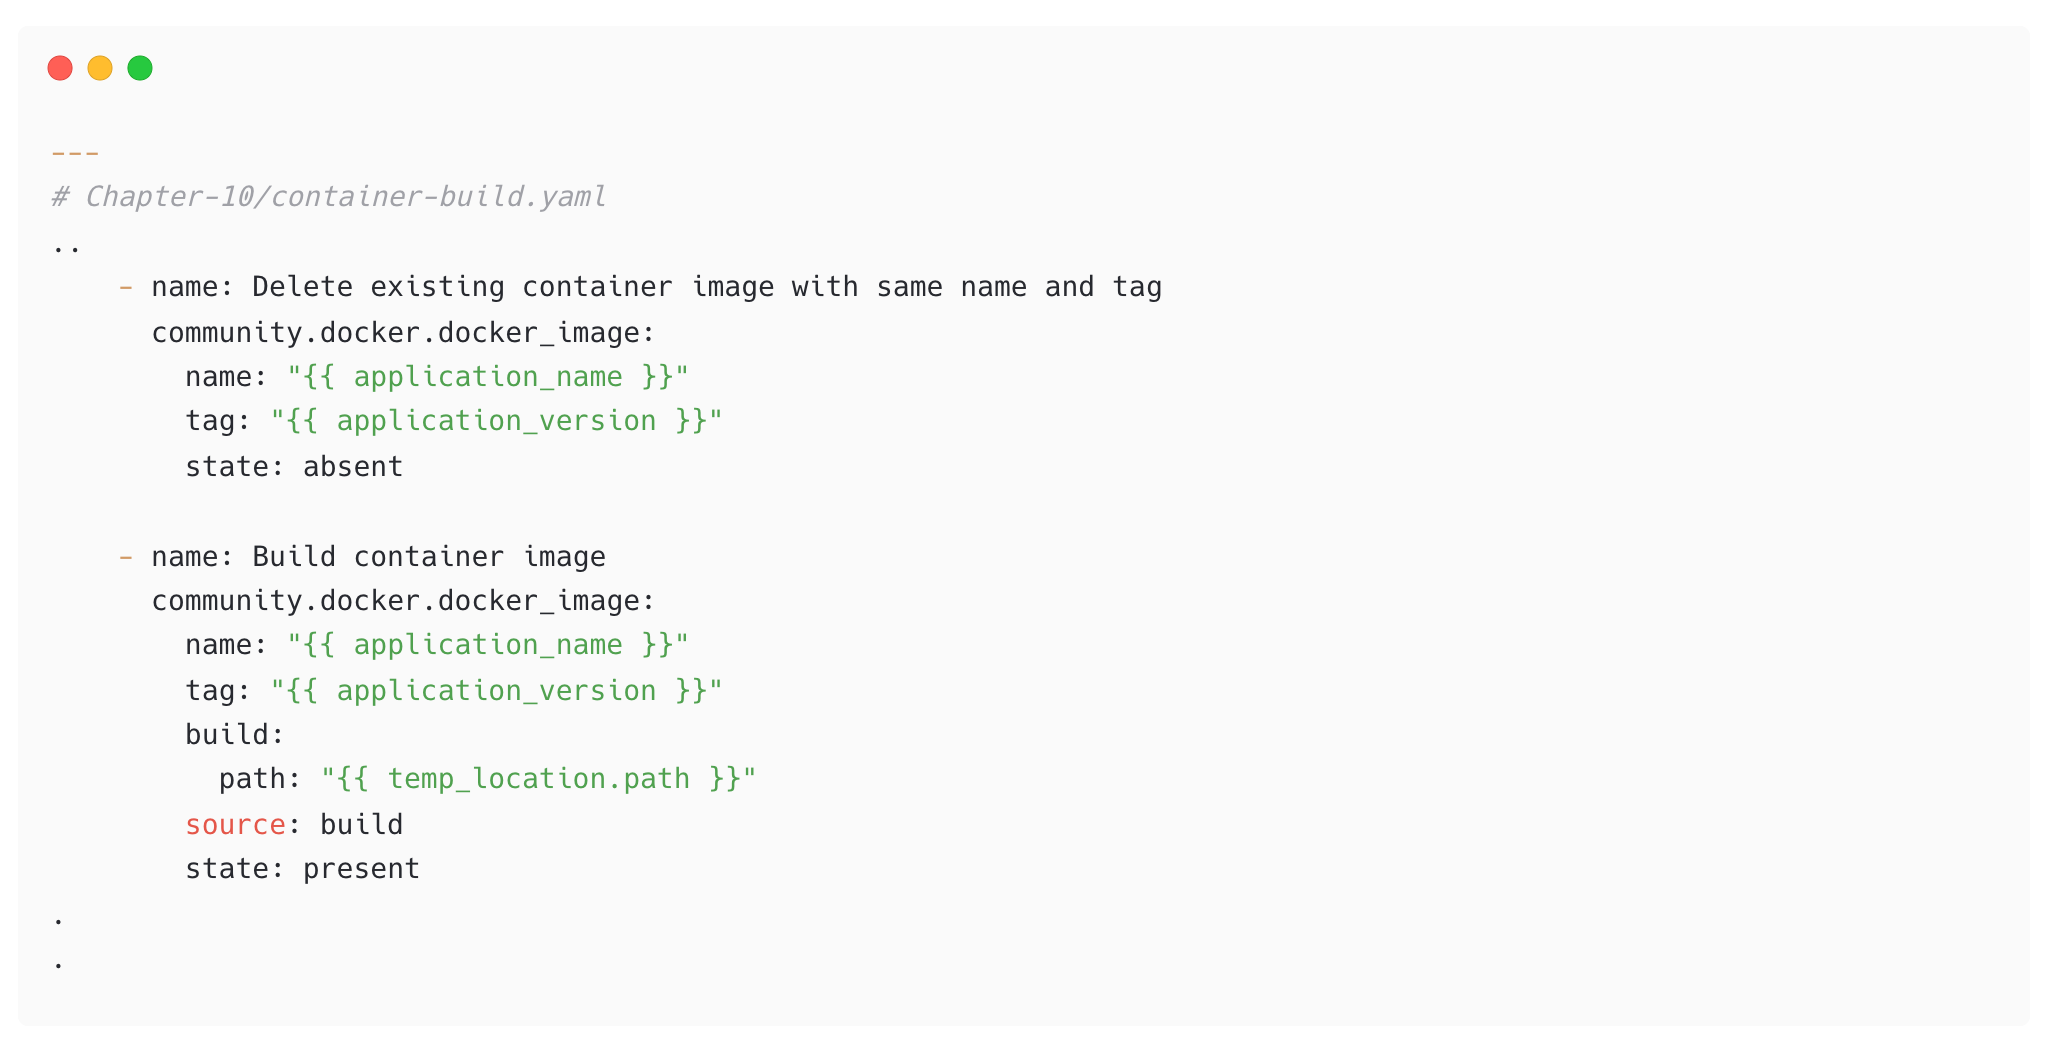 ---
# Chapter-10/container-build.yaml
..
    - name: Delete existing container image with same name and tag
      community.docker.docker_image:
        name: "{{ application_name }}"
        tag: "{{ application_version }}"
        state: absent

    - name: Build container image
      community.docker.docker_image:
        name: "{{ application_name }}"
        tag: "{{ application_version }}"
        build:
          path: "{{ temp_location.path }}"
        source: build
        state: present
.
.